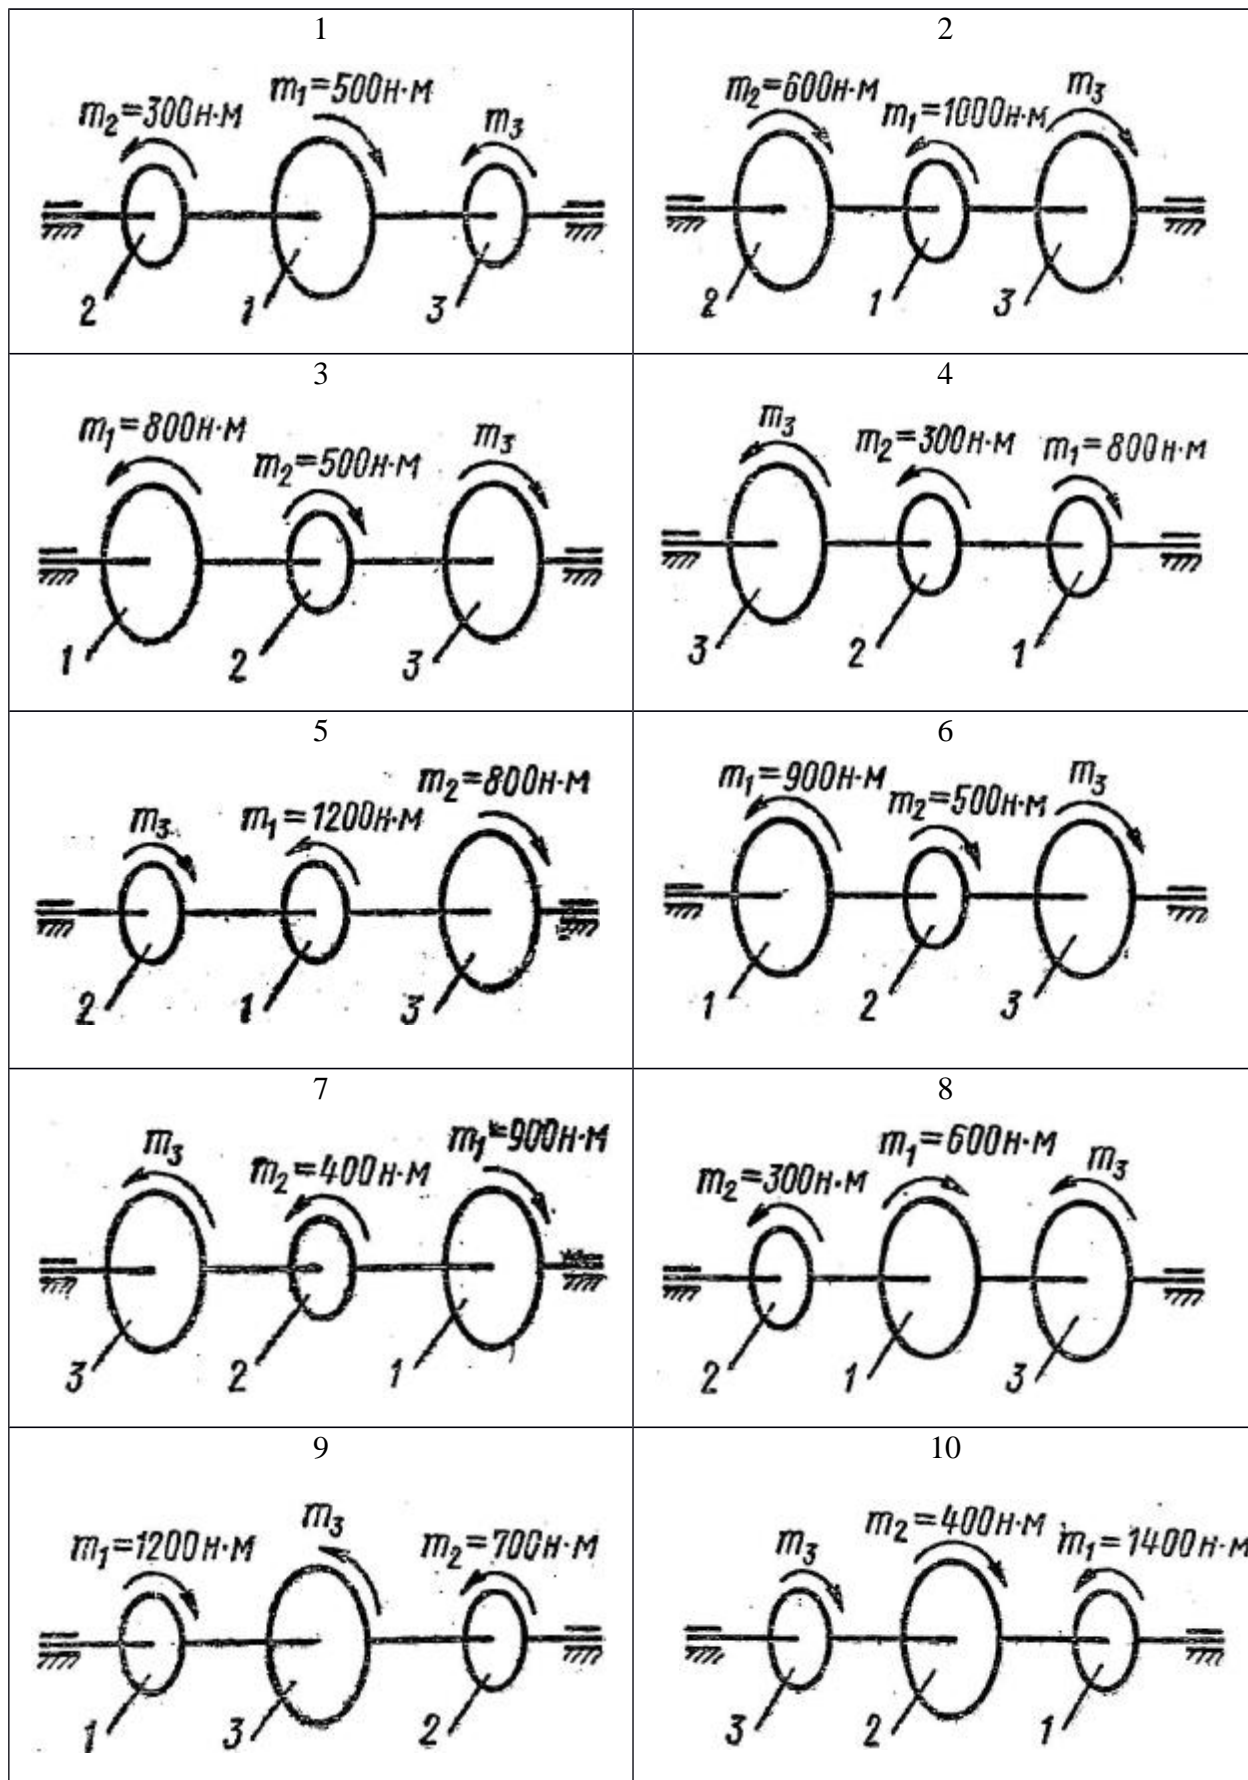 1
m₁=500н·м
m₂=300н·м
m₃
2
1
3
2
m₂=600н·м
m₃
m₁=1000н·м
2
1
3
3
m₁=800н·м
m₃
m₂=500н·м
1
2
3
4
m₃
m₂=300н·м
m₁=800н·м
3
2
1
5
m₂=800н·м
m₃
m₁=1200н·м
2
1
3
6
m₁=900н·м
m₃
m₂=500н·м
1
2
3
7
m₃
m₁=900н·м
m₂=400н·м
3
2
1
8
m₁=600н·м
m₂=300н·м
m₃
2
1
3
9
m₃
m₁=1200н·м
m₂=700н·м
1
3
2
10
m₂=400н·м
m₃
m₁=1400н·м
3
2
1